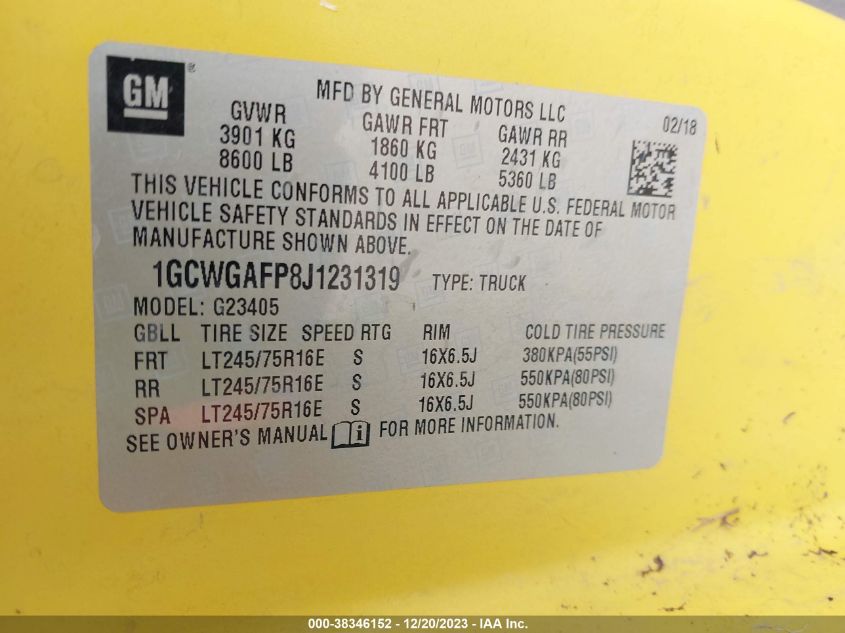 GM ®
MFD BY GENERAL MOTORS LLC
02/18
GVWR GAWR FRT GAWR RR
3901 KG 1860 KG 2431 KG
8600 LB 4100 LB 5360 LB
THIS VEHICLE CONFORMS TO ALL APPLICABLE U.S. FEDERAL MOTOR
VEHICLE SAFETY STANDARDS IN EFFECT ON THE DATE OF
MANUFACTURE SHOWN ABOVE.
1GCWGAFP8J1231319 TYPE: TRUCK
MODEL: G23405
GBLL TIRE SIZE SPEED RTG RIM COLD TIRE PRESSURE
FRT LT245/75R16E S 16X6.5J 380KPA(55PSI)
RR LT245/75R16E S 16X6.5J 550KPA(80PSI)
SPA LT245/75R16E S 16X6.5J 550KPA(80PSI)
SEE OWNER'S MANUAL i FOR MORE INFORMATION.
000-38346152 - 12/20/2023 - IAA Inc.